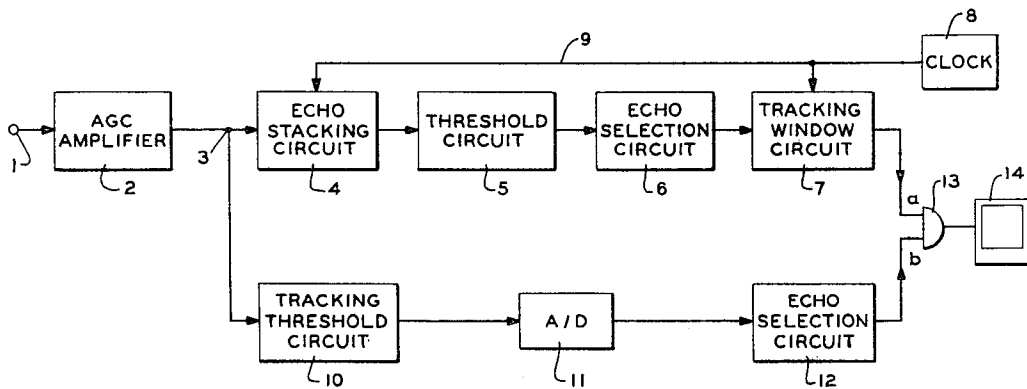 8
9
CLOCK
AGC
AMPLIFIER
ECHO
STACKING
CIRCUIT
THRESHOLD
CIRCUIT
ECHO
SELECTION
CIRCUIT
TRACKING
WINDOW
CIRCUIT
1
2
3
4
5
6
7
a
13
14
b
TRACKING
THRESHOLD
CIRCUIT
A/D
ECHO
SELECTION
CIRCUIT
10
11
12